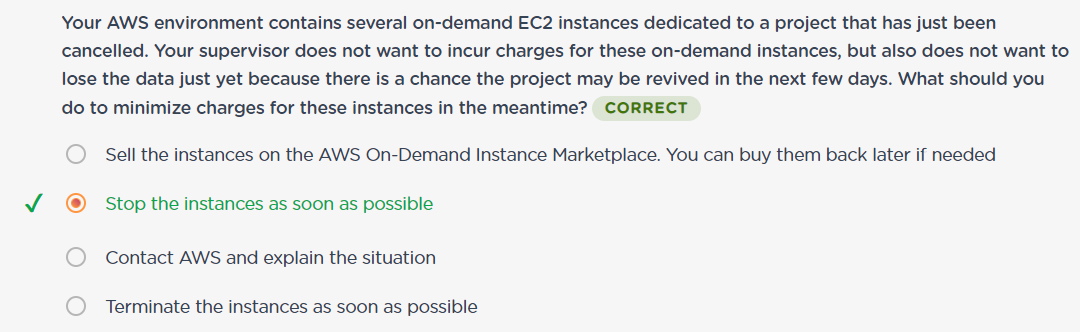 Your AWS environment contains several on-demand EC2 instances dedicated to a project that has just been
cancelled. Your supervisor does not want to incur charges for these on-demand instances, but also does not want to
lose the data just yet because there is a chance the project may be revived in the next few days. What should you
do to minimize charges for these instances in the meantime? CORRECT
Sell the instances on the AWS On-Demand Instance Marketplace. You can buy them back later if needed
Stop the instances as soon as possible
Contact AWS and explain the situation
Terminate the instances as soon as possible